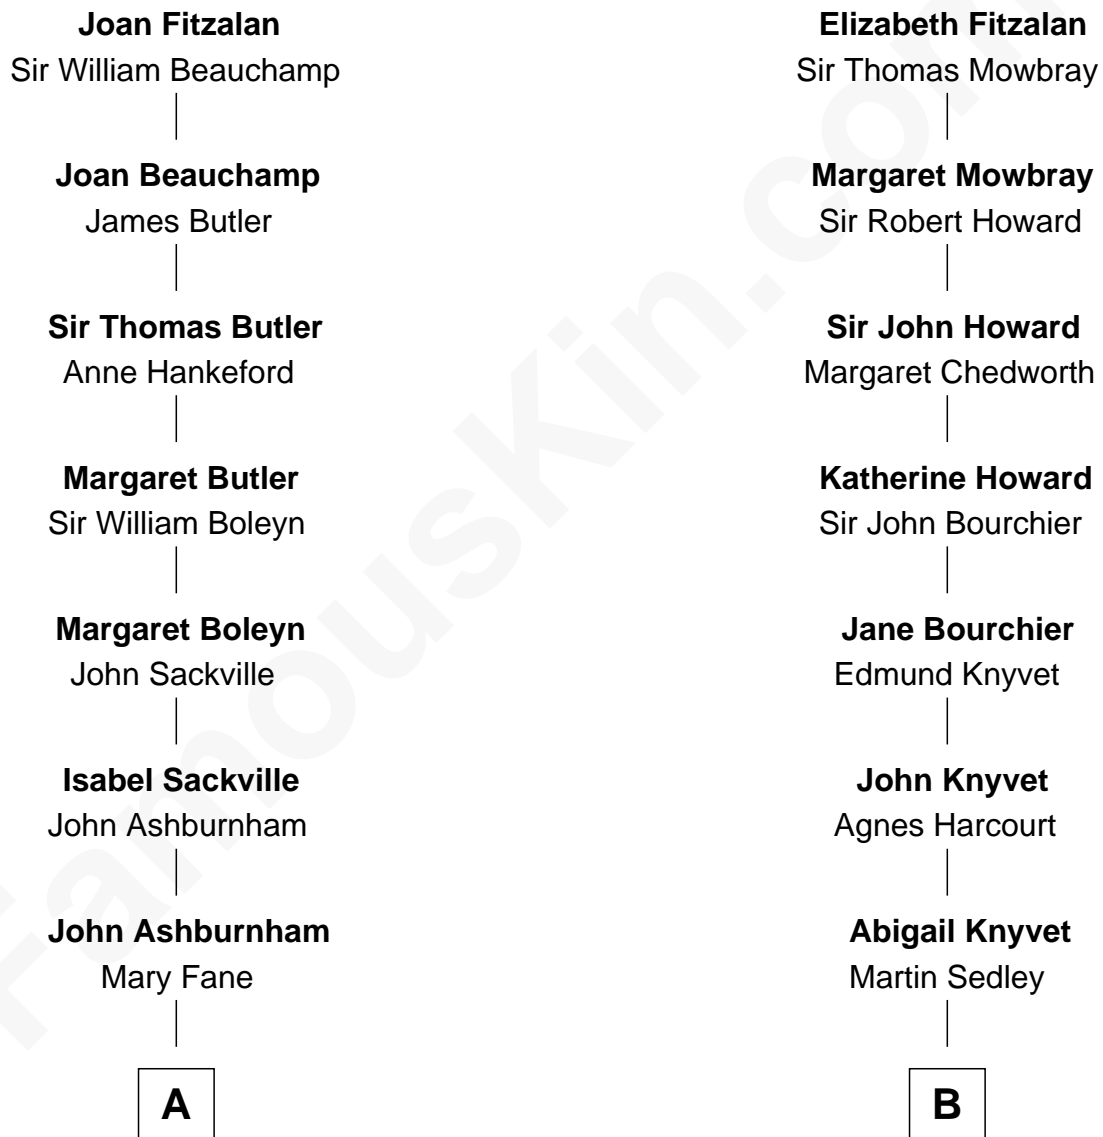 Joan Fitzalan
Sir William Beauchamp
Joan Beauchamp
James Butler
Sir Thomas Butler
Anne Hankeford
Margaret Butler
Sir William Boleyn
Margaret Boleyn
John Sackville
Isabel Sackville
John Ashburnham
John Ashburnham
Mary Fane
A
Elizabeth Fitzalan
Sir Thomas Mowbray
Margaret Mowbray
Sir Robert Howard
Sir John Howard
Margaret Chedworth
Katherine Howard
Sir John Bourchier
Jane Bourchier
Edmund Knyvet
John Knyvet
Agnes Harcourt
Abigail Knyvet
Martin Sedley
B
FamousKin.com